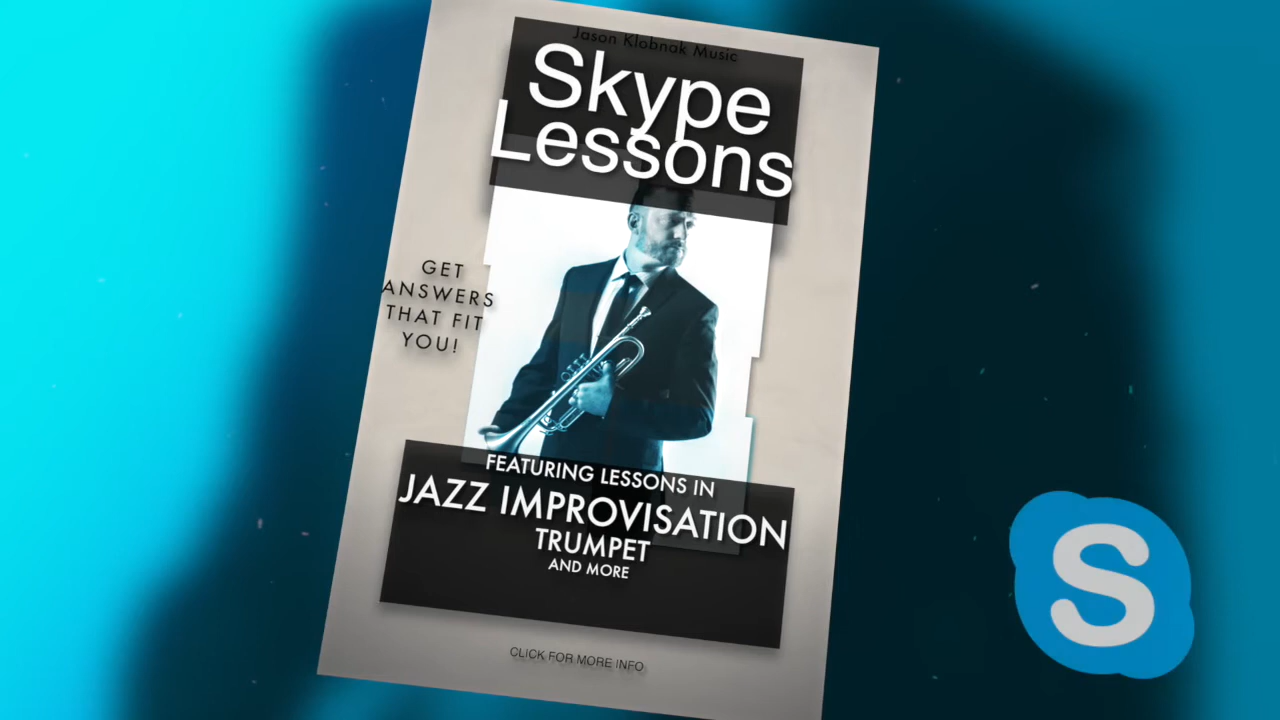 Jason Klobnak Music
Skype
Lessons
GET
ANSWERS
THAT FIT
YOU!
FEATURING LESSONS IN
JAZZ IMPROVISATION
TRUMPET
AND MORE
CLICK FOR MORE INFO
S